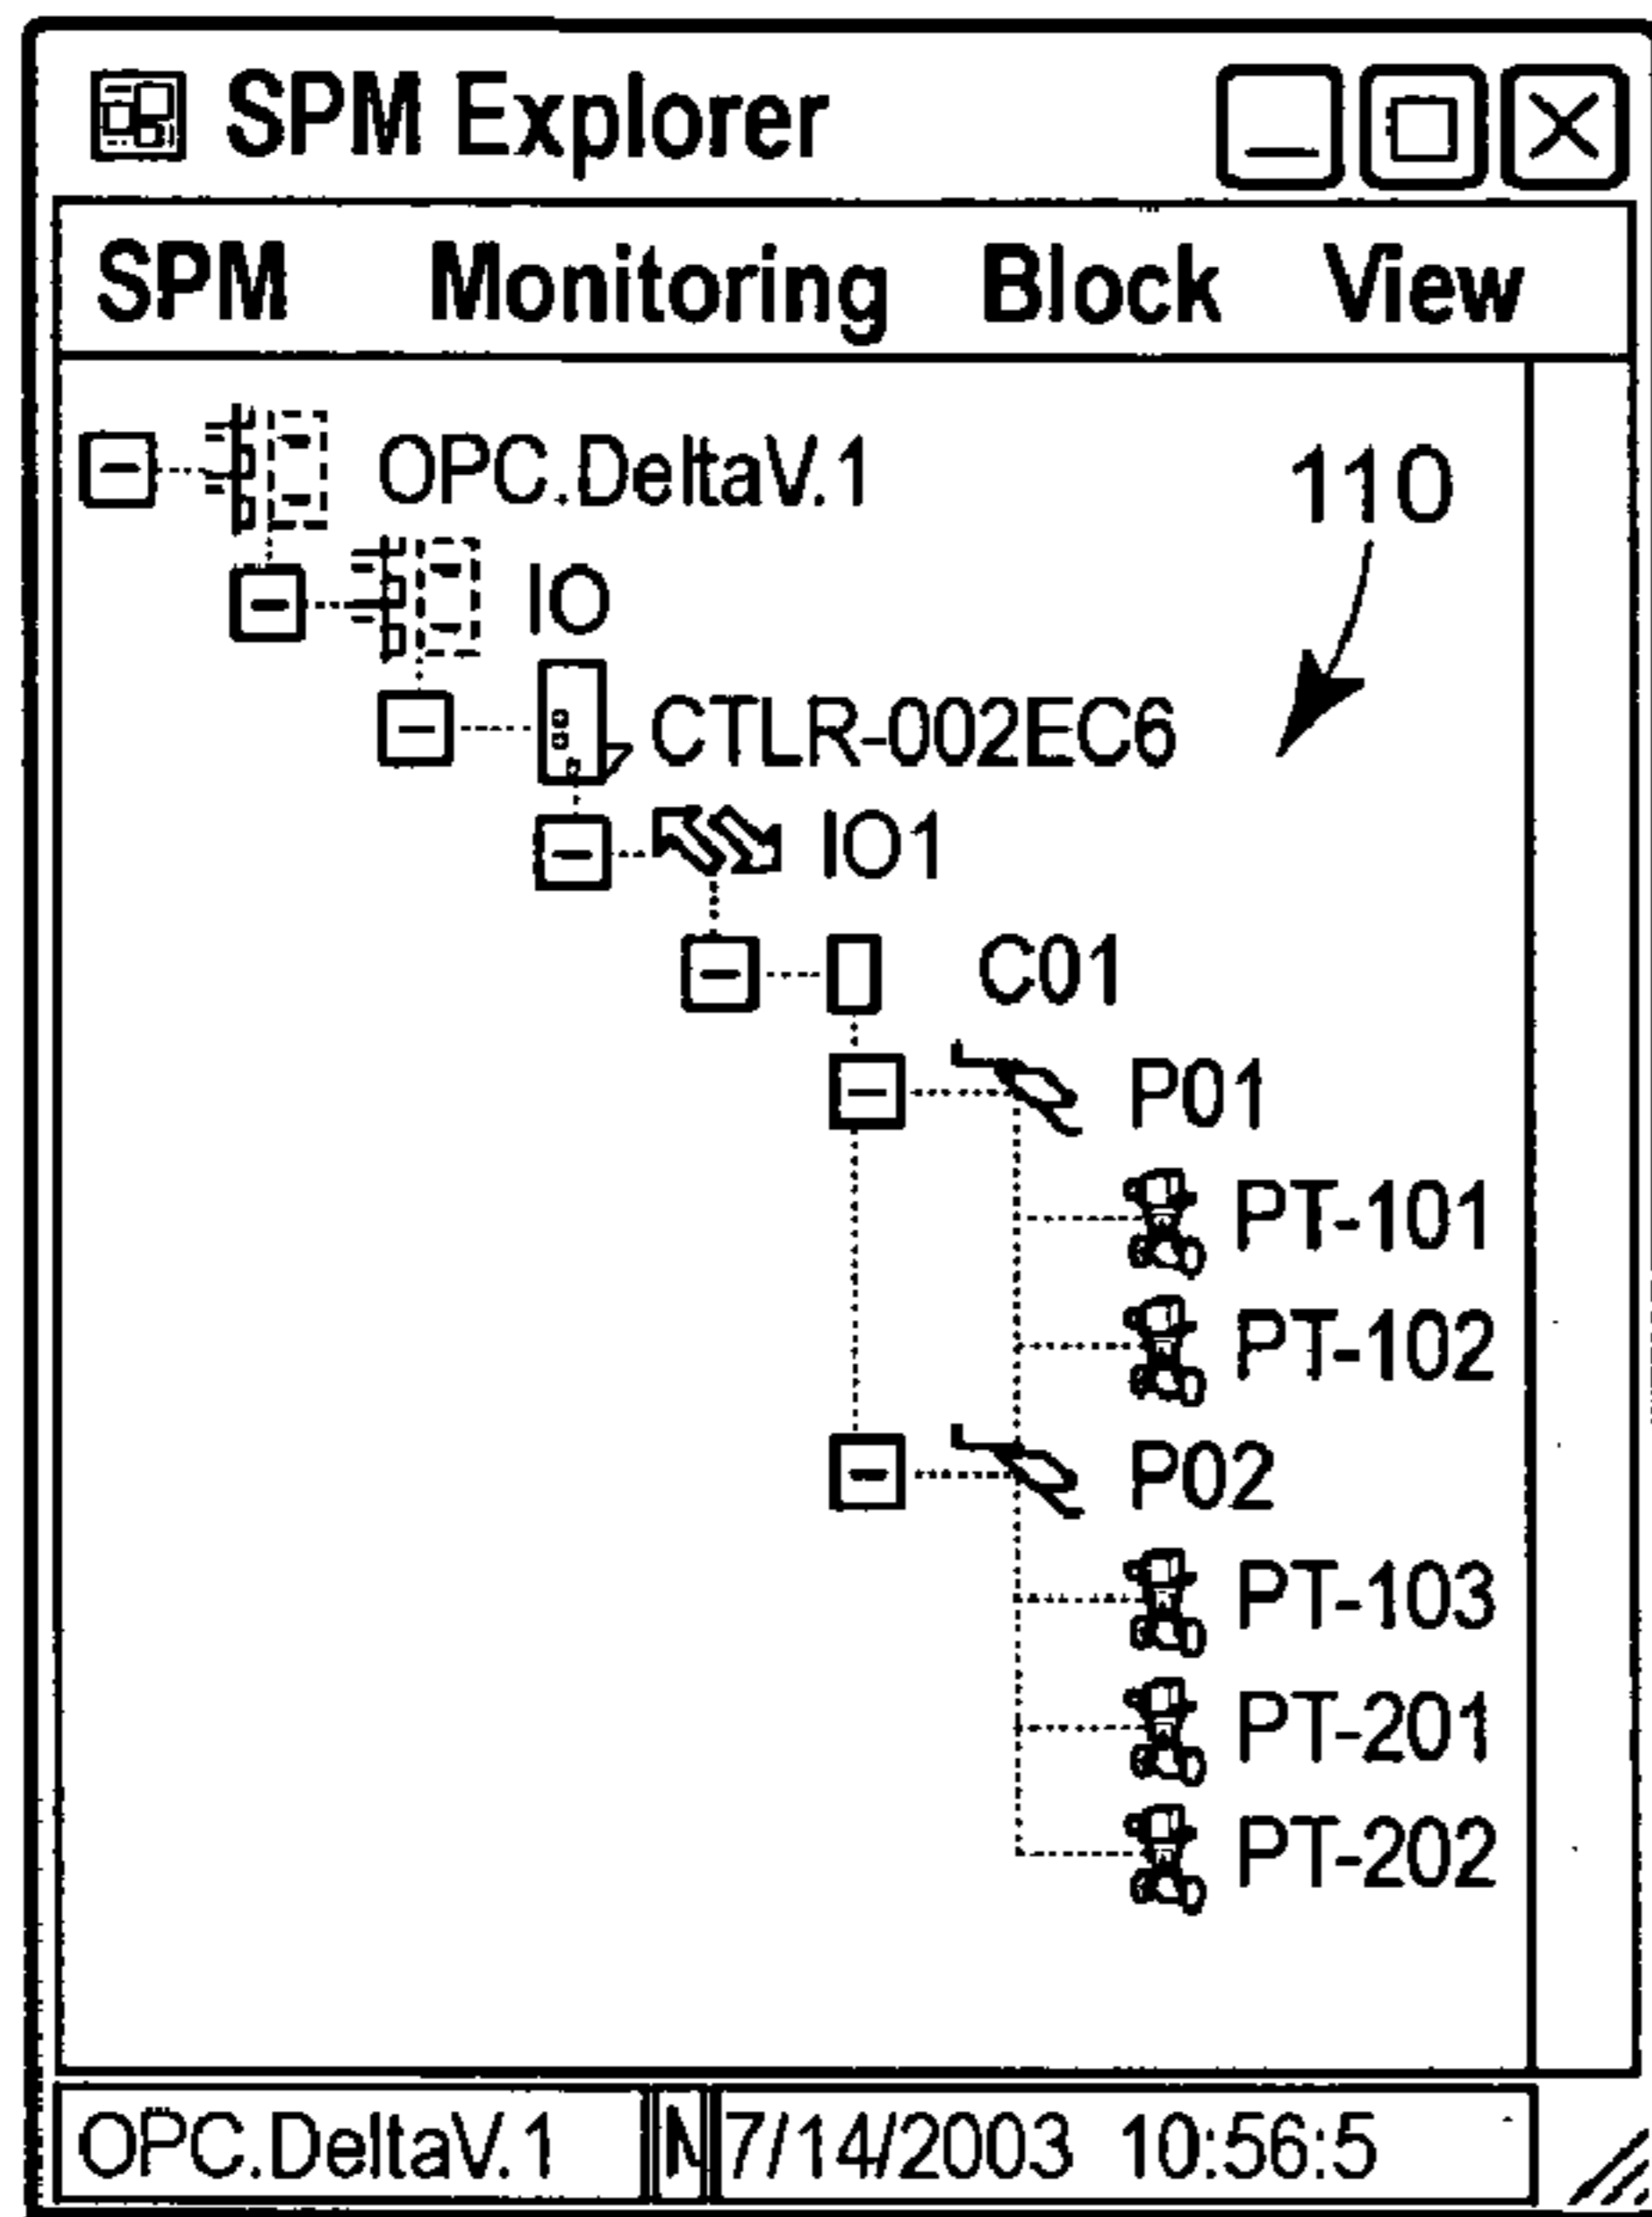 SPM Explorer
SPM Monitoring Block View
OPC.DeltaV.1
110
IO
CTLR-002EC6
IO1
C01
P01
PT-101
PT-102
P02
PT-103
PT-201
PT-202
OPC.DeltaV.1 N 7/14/2003 10:56:5